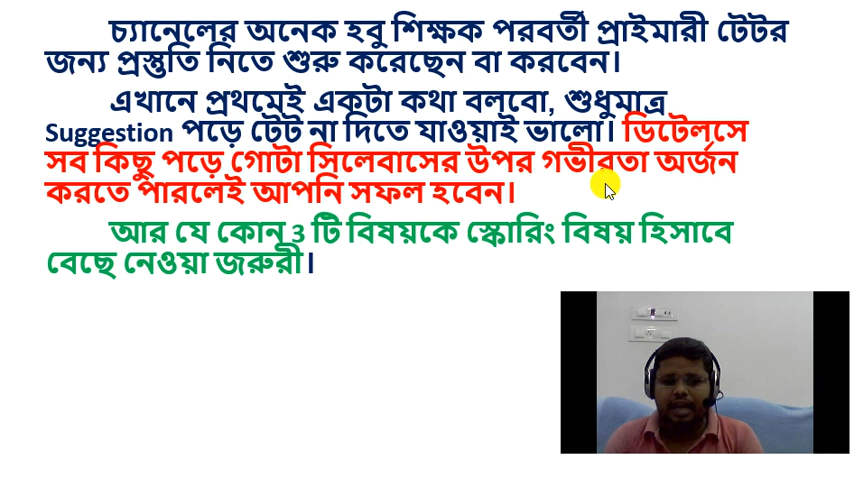 চ্যানেলের অনেক হবু শিক্ষক পরবর্তী প্রাইমারী টেটর
জন্য প্রস্তুতি নিতে শুরু করেছেন বা করবেন।
এখানে প্রথমেই একটা কথা বলবো, শুধুমাত্র
Suggestion পড়ে টেট না দিতে যাওয়াই ভালো। ডিটেলসে
সব কিছু পড়ে গোটা সিলেবাসের উপর গভীরতা অর্জন
করতে পারলেই আপনি সফল হবেন।
আর যে কোন 3 টি বিষয়কে স্কোরিং বিষয় হিসাবে
বেছে নেওয়া জরুরী।